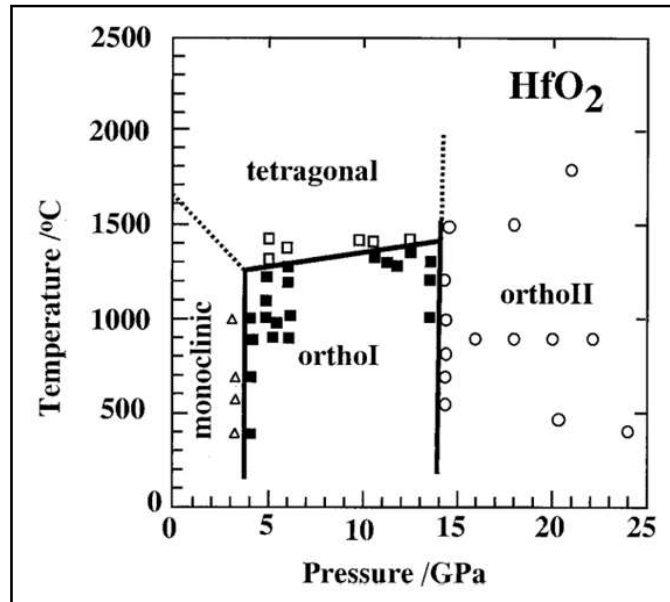 2500
HfO2
2000
tetragonal
1500
Temperature /°C
1000
monoclinic
orthoI
orthoII
500
0
0 5 10 15 20 25
Pressure /GPa